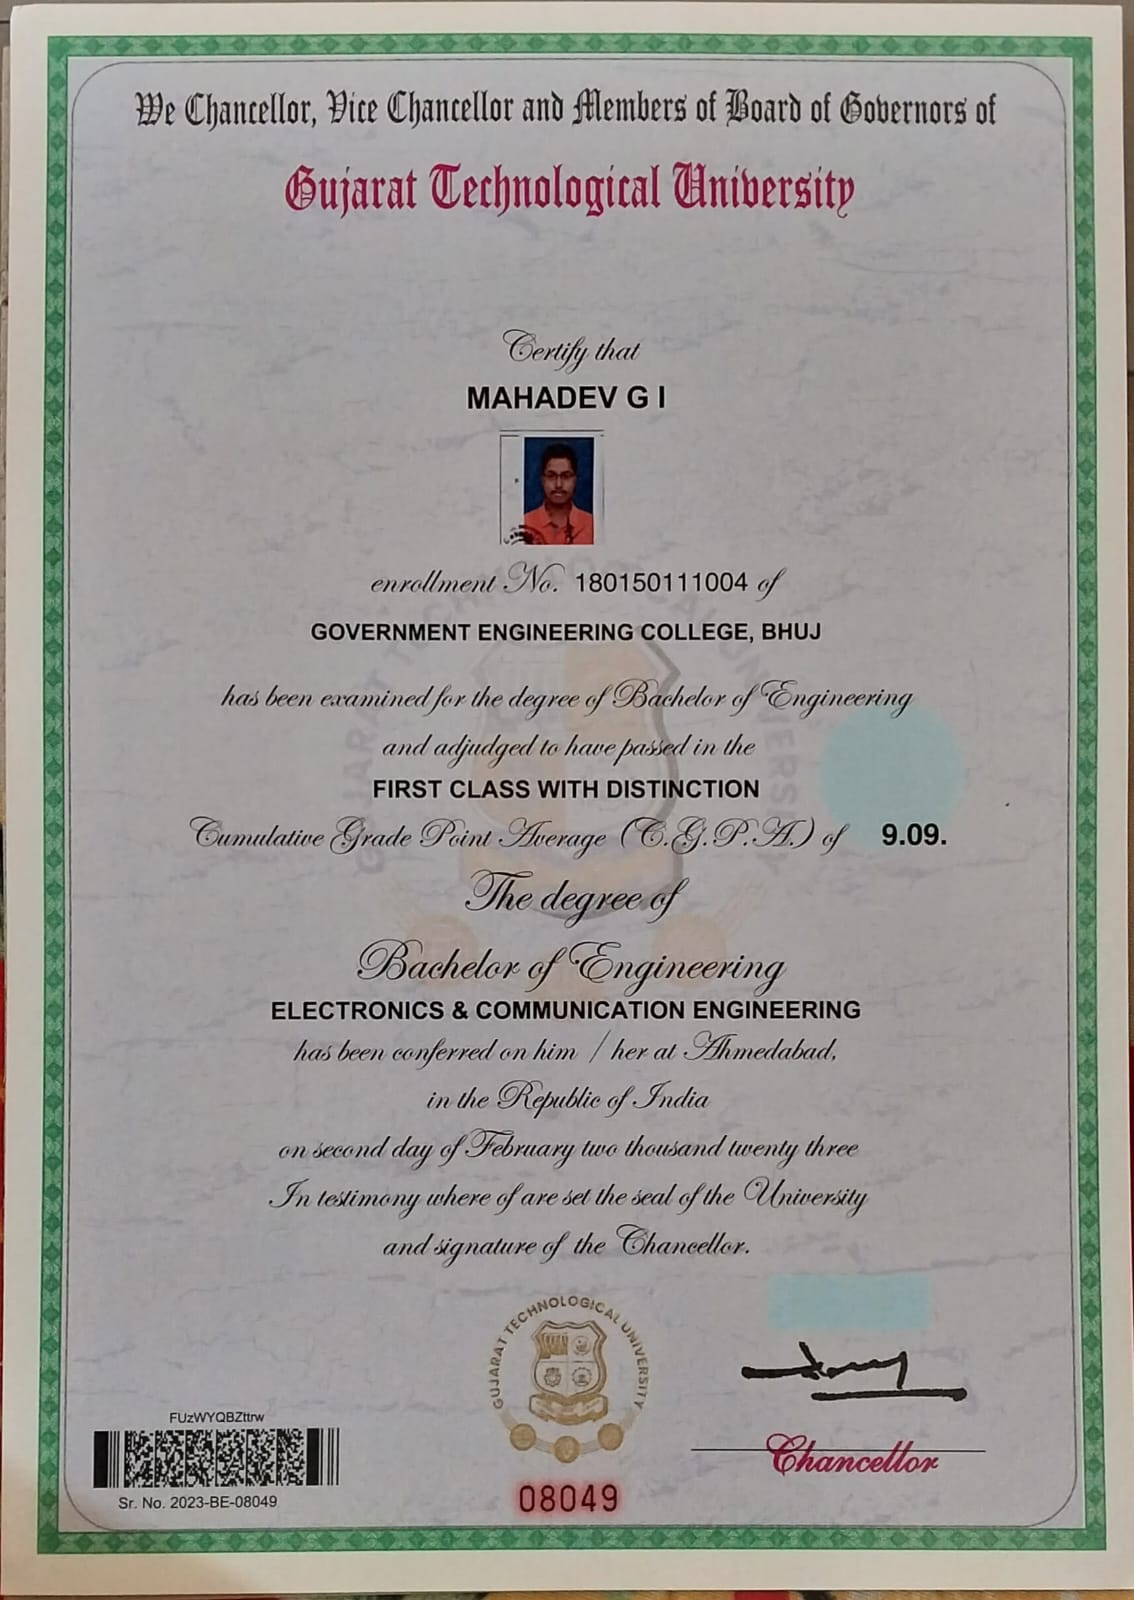 We Chancellor, Vice Chancellor and Members of Board of Governors of
Gujarat Technological University
Certify that
MAHADEV G I
enrollment No. 180150111004 of
GOVERNMENT ENGINEERING COLLEGE, BHUJ
has been examined for the degree of Bachelor of Engineering
and adjudged to have passed in the
FIRST CLASS WITH DISTINCTION
Cumulative Grade Point Average (C.G.P.A.) of 9.09.
The degree of
Bachelor of Engineering
ELECTRONICS & COMMUNICATION ENGINEERING
has been conferred on him / her at Ahmedabad,
in the Republic of India
on second day of February two thousand twenty three
In testimony where of are set the seal of the University
and signature of the Chancellor.
GUJARAT TECHNOLOGICAL UNIVERSITY
FUzWYQBZttrw
Sr. No. 2023-BE-08049
08049
Chancellor